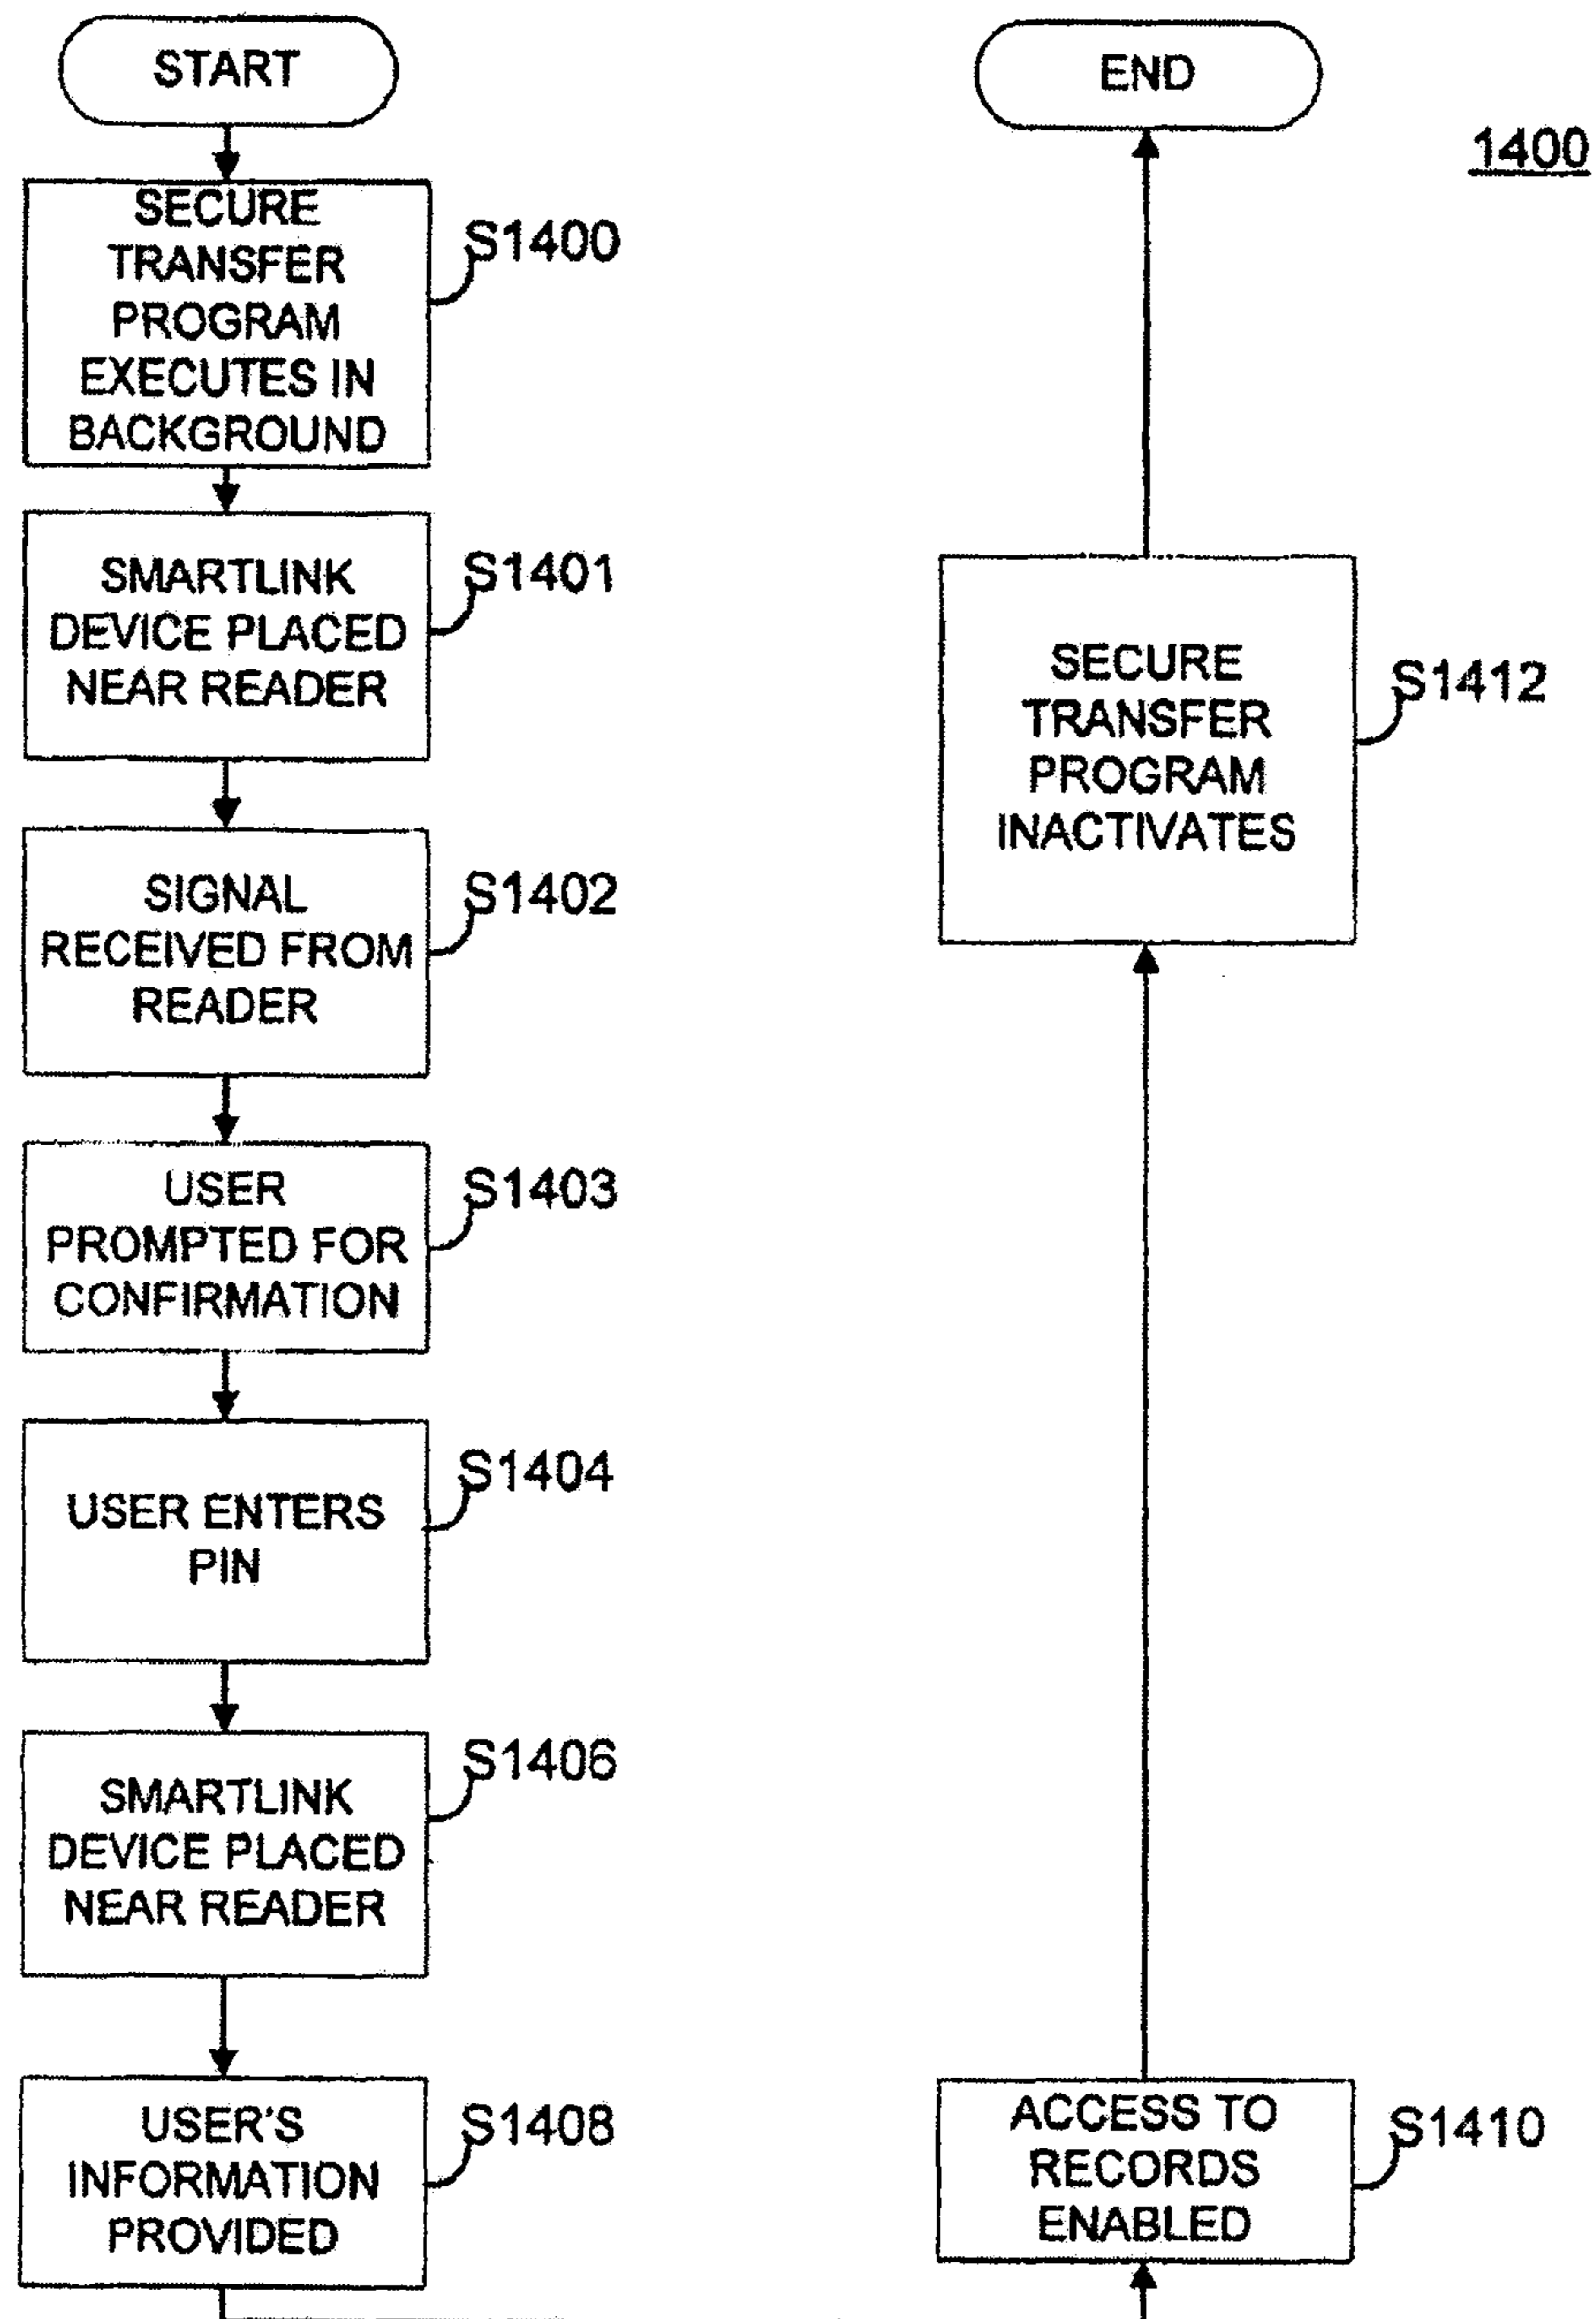 START
SECURE
TRANSFER
PROGRAM
EXECUTES IN
BACKGROUND
S1400
SMARTLINK
DEVICE PLACED
NEAR READER
S1401
SIGNAL
RECEIVED FROM
READER
S1402
USER
PROMPTED FOR
CONFIRMATION
S1403
USER ENTERS
PIN
S1404
SMARTLINK
DEVICE PLACED
NEAR READER
S1406
USER'S
INFORMATION
PROVIDED
S1408
ACCESS TO
RECORDS
ENABLED
S1410
SECURE
TRANSFER
PROGRAM
INACTIVATES
S1412
END
1400